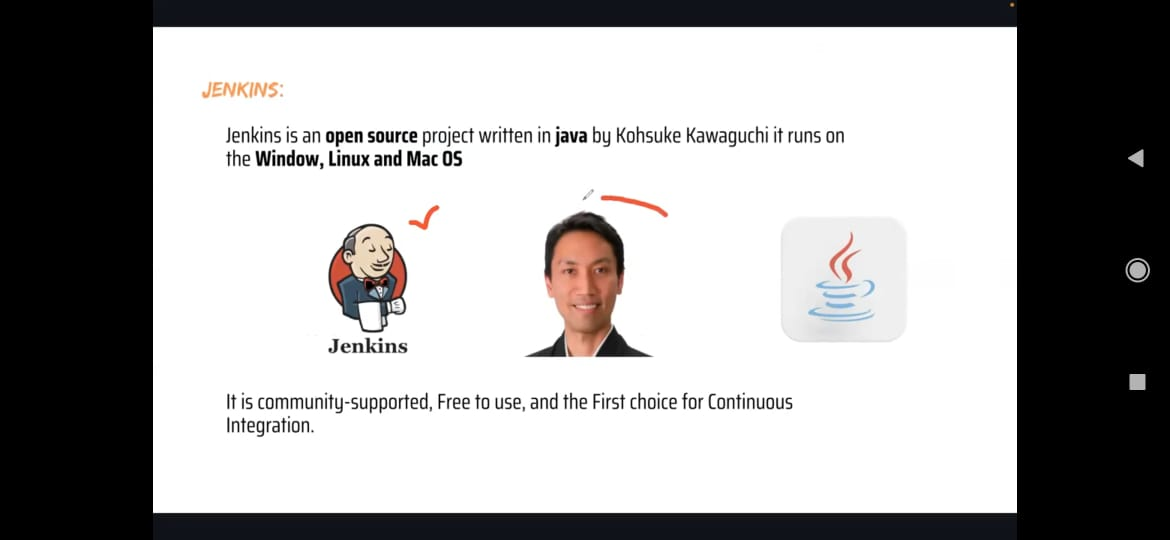 JENKINS:
Jenkins is an open source project written in java by Kohsuke Kawaguchi it runs on
the Window, Linux and Mac OS
Jenkins
It is community-supported, Free to use, and the First choice for Continuous
Integration.